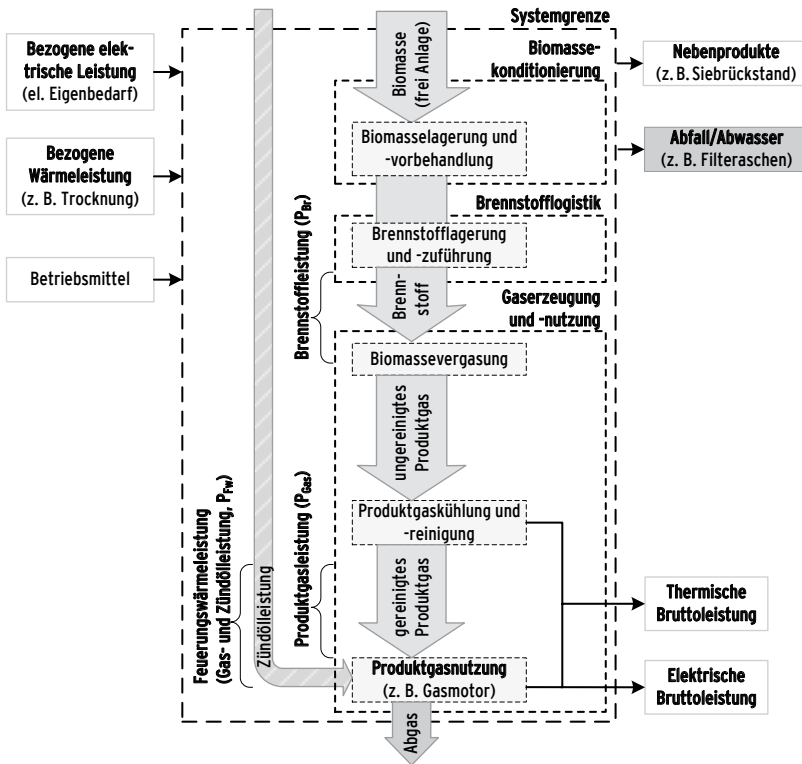 Systemgrenze
Bezogene elek-
trische Leistung
(el. Eigenbedarf)
Bezogene
Wärmeleistung
(z. B. Trocknung)
Betriebsmittel
Biomasse
(frei Anlage)
Biomasse-
konditionierung
Biomasselagerung und
-vorbehandlung
Brennstofflogistik
Brennstofflagerung
und -zuführung
Brennstoffleistung (PBr)
Brenn-
stoff
Gaserzeugung
und -nutzung
Biomassevergasung
ungereinigtes
Produktgas
Produktgaskühlung und
-reinigung
gereinigtes
Produktgas
Produktgasleistung (PGas)
Feuerungswärmeleistung
(Gas- und Zündölleistung, PFw)
Zündölleistung
Produktgasnutzung
(z. B. Gasmotor)
Abgas
Nebenprodukte
(z. B. Siebrückstand)
Abfall/Abwasser
(z. B. Filteraschen)
Thermische
Bruttoleistung
Elektrische
Bruttoleistung